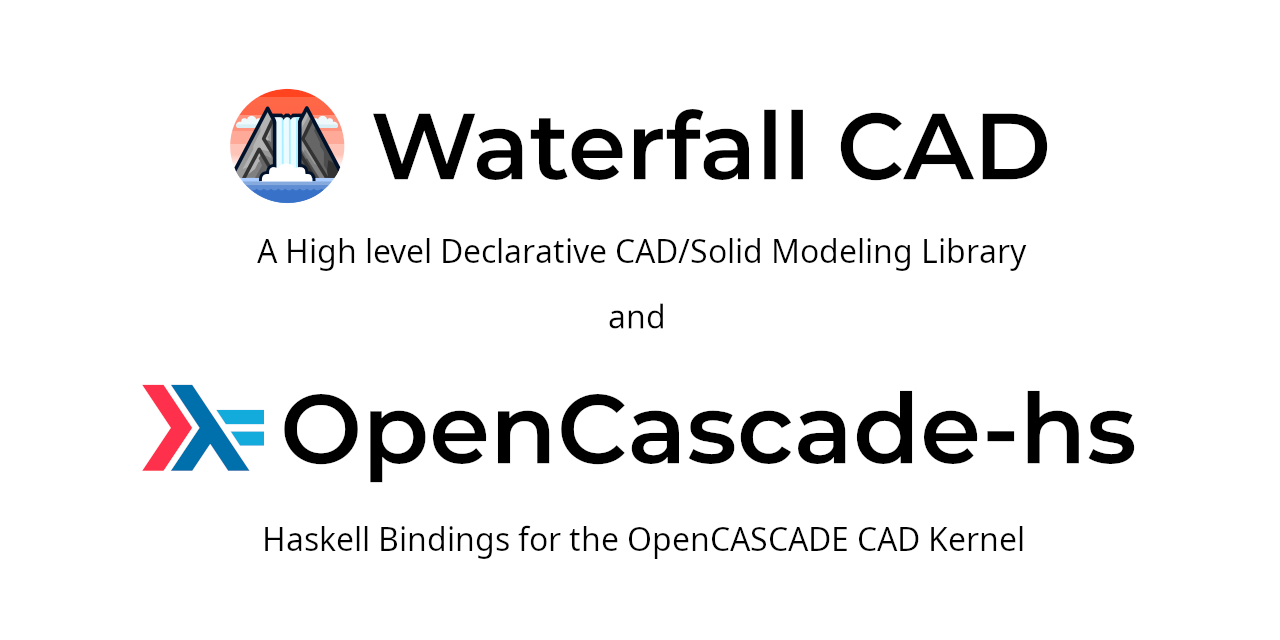 Waterfall CAD
A High level Declarative CAD/Solid Modeling Library
and
OpenCascade-hs
Haskell Bindings for the OpenCASCADE CAD Kernel